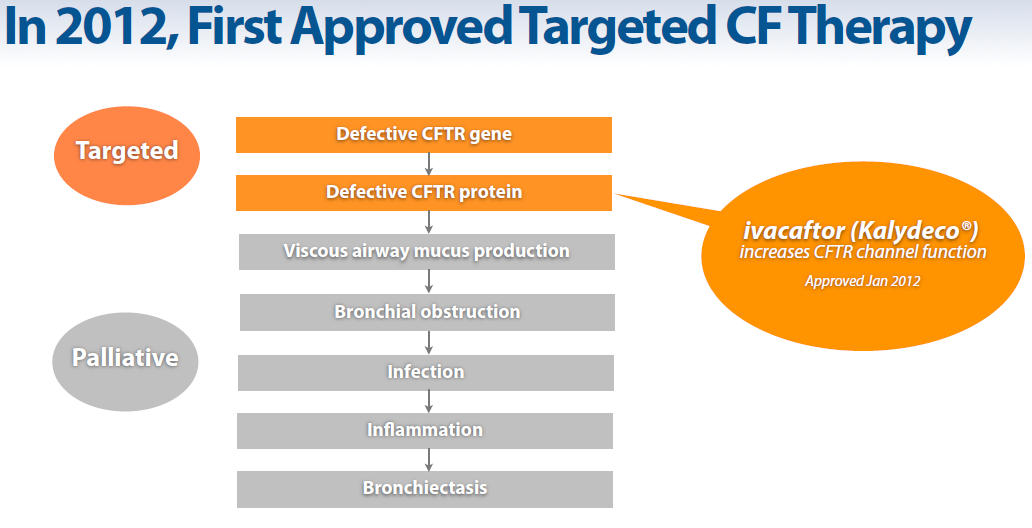 In 2012, First Approved Targeted CF Therapy
Targeted
Defective CFTR gene
Defective CFTR protein
ivacaftor (Kalydeco®)
increases CFTR channel function
Approved Jan 2012
Viscous airway mucus production
Bronchial obstruction
Palliative
Infection
Inflammation
Bronchiectasis